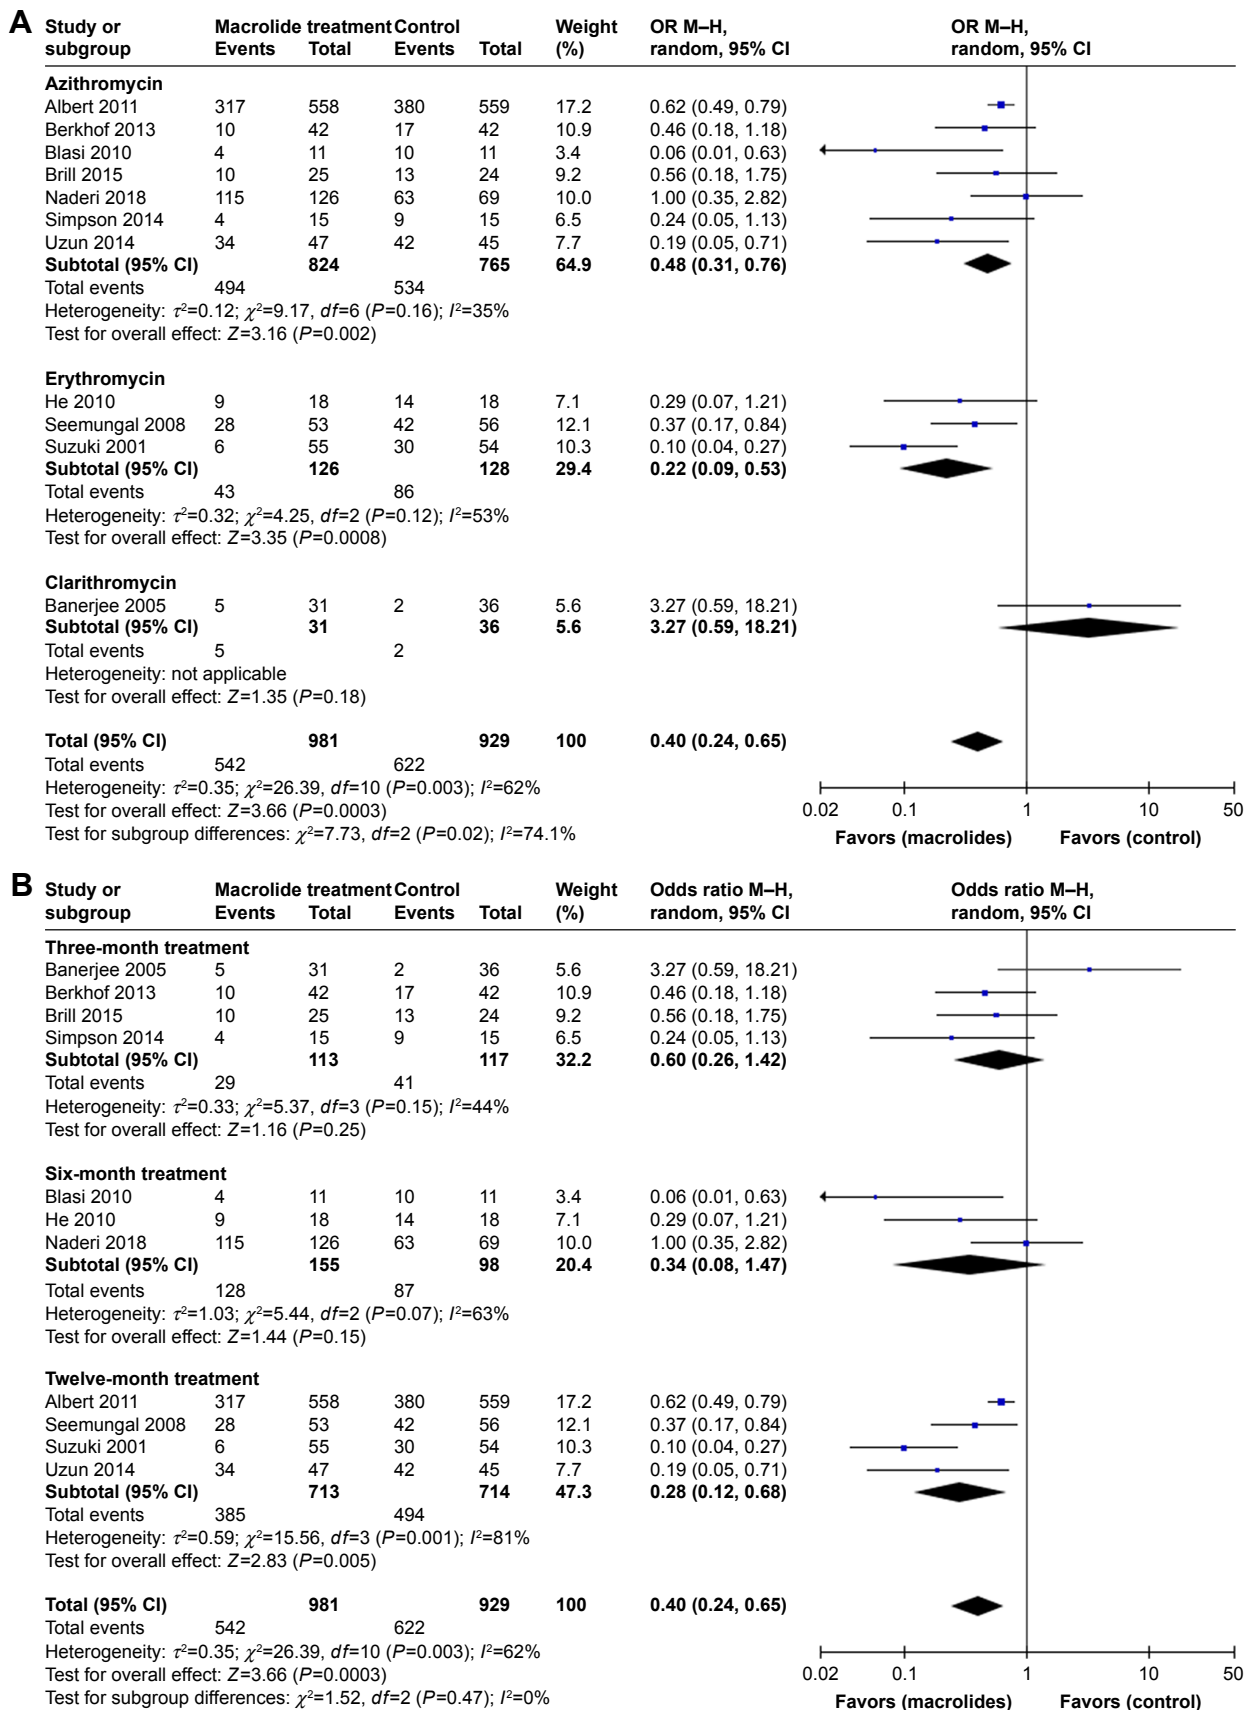 A Study or Macrolide treatment Control Weight OR M–H, OR M–H,
subgroup Events Total Events Total (%) random, 95% CI random, 95% CI
Azithromycin
Albert 2011 317 558 380 559 17.2 0.62 (0.49, 0.79)
Berkhof 2013 10 42 17 42 10.9 0.46 (0.18, 1.18)
Blasi 2010 4 11 10 11 3.4 0.06 (0.01, 0.63)
Brill 2015 10 25 13 24 9.2 0.56 (0.18, 1.75)
Naderi 2018 115 126 63 69 10.0 1.00 (0.35, 2.82)
Simpson 2014 4 15 9 15 6.5 0.24 (0.05, 1.13)
Uzun 2014 34 47 42 45 7.7 0.19 (0.05, 0.71)
Subtotal (95% CI) 824 765 64.9 0.48 (0.31, 0.76)
Total events 494 534
Heterogeneity: τ²=0.12; χ²=9.17, df=6 (P=0.16); I²=35%
Test for overall effect: Z=3.16 (P=0.002)
Erythromycin
He 2010 9 18 14 18 7.1 0.29 (0.07, 1.21)
Seemungal 2008 28 53 42 56 12.1 0.37 (0.17, 0.84)
Suzuki 2001 6 55 30 54 10.3 0.10 (0.04, 0.27)
Subtotal (95% CI) 126 128 29.4 0.22 (0.09, 0.53)
Total events 43 86
Heterogeneity: τ²=0.32; χ²=4.25, df=2 (P=0.12); I²=53%
Test for overall effect: Z=3.35 (P=0.0008)
Clarithromycin
Banerjee 2005 5 31 2 36 5.6 3.27 (0.59, 18.21)
Subtotal (95% CI) 31 36 5.6 3.27 (0.59, 18.21)
Total events 5 2
Heterogeneity: not applicable
Test for overall effect: Z=1.35 (P=0.18)
Total (95% CI) 981 929 100 0.40 (0.24, 0.65)
Total events 542 622
Heterogeneity: τ²=0.35; χ²=26.39, df=10 (P=0.003); I²=62%
Test for overall effect: Z=3.66 (P=0.0003)
Test for subgroup differences: χ²=7.73, df=2 (P=0.02); I²=74.1%
0.02 0.1 1 10 50
Favors (macrolides) Favors (control)
B Study or Macrolide treatment Control Weight Odds ratio M–H, Odds ratio M–H,
subgroup Events Total Events Total (%) random, 95% CI random, 95% CI
Three-month treatment
Banerjee 2005 5 31 2 36 5.6 3.27 (0.59, 18.21)
Berkhof 2013 10 42 17 42 10.9 0.46 (0.18, 1.18)
Brill 2015 10 25 13 24 9.2 0.56 (0.18, 1.75)
Simpson 2014 4 15 9 15 6.5 0.24 (0.05, 1.13)
Subtotal (95% CI) 113 117 32.2 0.60 (0.26, 1.42)
Total events 29 41
Heterogeneity: τ²=0.33; χ²=5.37, df=3 (P=0.15); I²=44%
Test for overall effect: Z=1.16 (P=0.25)
Six-month treatment
Blasi 2010 4 11 10 11 3.4 0.06 (0.01, 0.63)
He 2010 9 18 14 18 7.1 0.29 (0.07, 1.21)
Naderi 2018 115 126 63 69 10.0 1.00 (0.35, 2.82)
Subtotal (95% CI) 155 98 20.4 0.34 (0.08, 1.47)
Total events 128 87
Heterogeneity: τ²=1.03; χ²=5.44, df=2 (P=0.07); I²=63%
Test for overall effect: Z=1.44 (P=0.15)
Twelve-month treatment
Albert 2011 317 558 380 559 17.2 0.62 (0.49, 0.79)
Seemungal 2008 28 53 42 56 12.1 0.37 (0.17, 0.84)
Suzuki 2001 6 55 30 54 10.3 0.10 (0.04, 0.27)
Uzun 2014 34 47 42 45 7.7 0.19 (0.05, 0.71)
Subtotal (95% CI) 713 714 47.3 0.28 (0.12, 0.68)
Total events 385 494
Heterogeneity: τ²=0.59; χ²=15.56, df=3 (P=0.001); I²=81%
Test for overall effect: Z=2.83 (P=0.005)
Total (95% CI) 981 929 100 0.40 (0.24, 0.65)
Total events 542 622
Heterogeneity: τ²=0.35; χ²=26.39, df=10 (P=0.003); I²=62%
Test for overall effect: Z=3.66 (P=0.0003)
Test for subgroup differences: χ²=1.52, df=2 (P=0.47); I²=0%
0.02 0.1 1 10 50
Favors (macrolides) Favors (control)